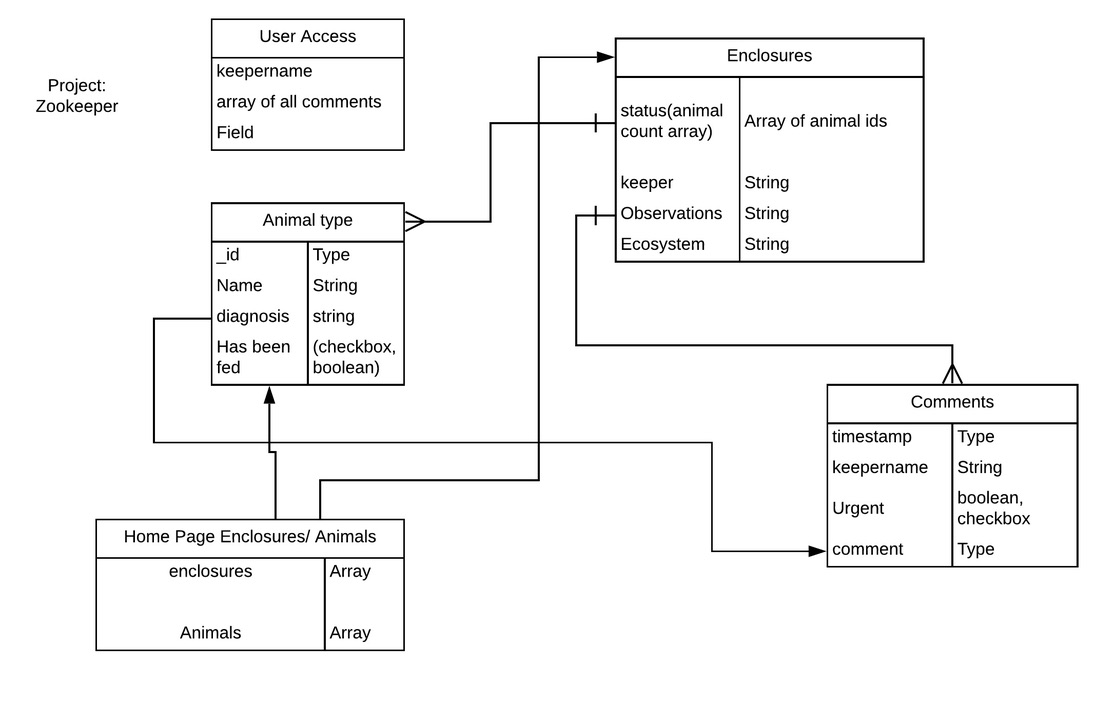 Project:
Zookeeper
User Access
keepername
array of all comments
Field
Enclosures
status(animal
count array)
Array of animal ids
keeper
String
Observations
String
Ecosystem
String
Animal type
_id
Type
Name
String
diagnosis
string
Has been
fed
(checkbox,
boolean)
Comments
timestamp
Type
keepername
String
Urgent
boolean,
checkbox
comment
Type
Home Page Enclosures/ Animals
enclosures
Array
Animals
Array